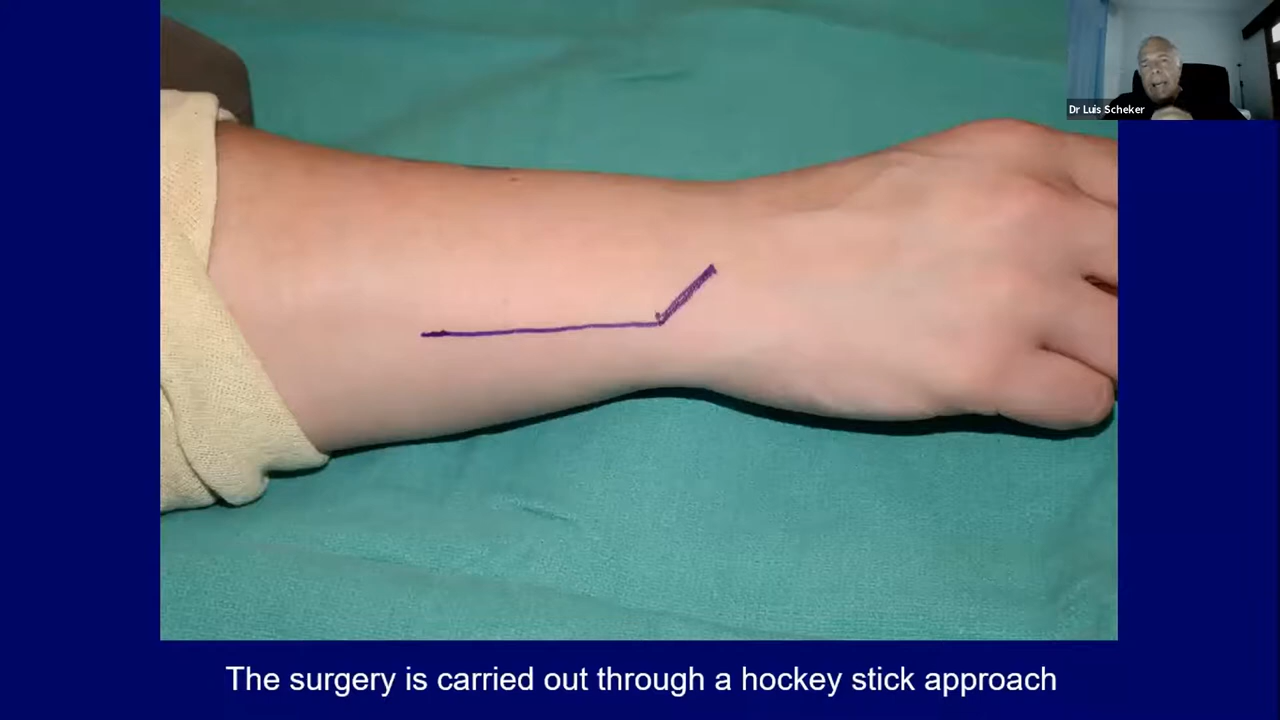 Dr Luis Scheker
The surgery is carried out through a hockey stick approach